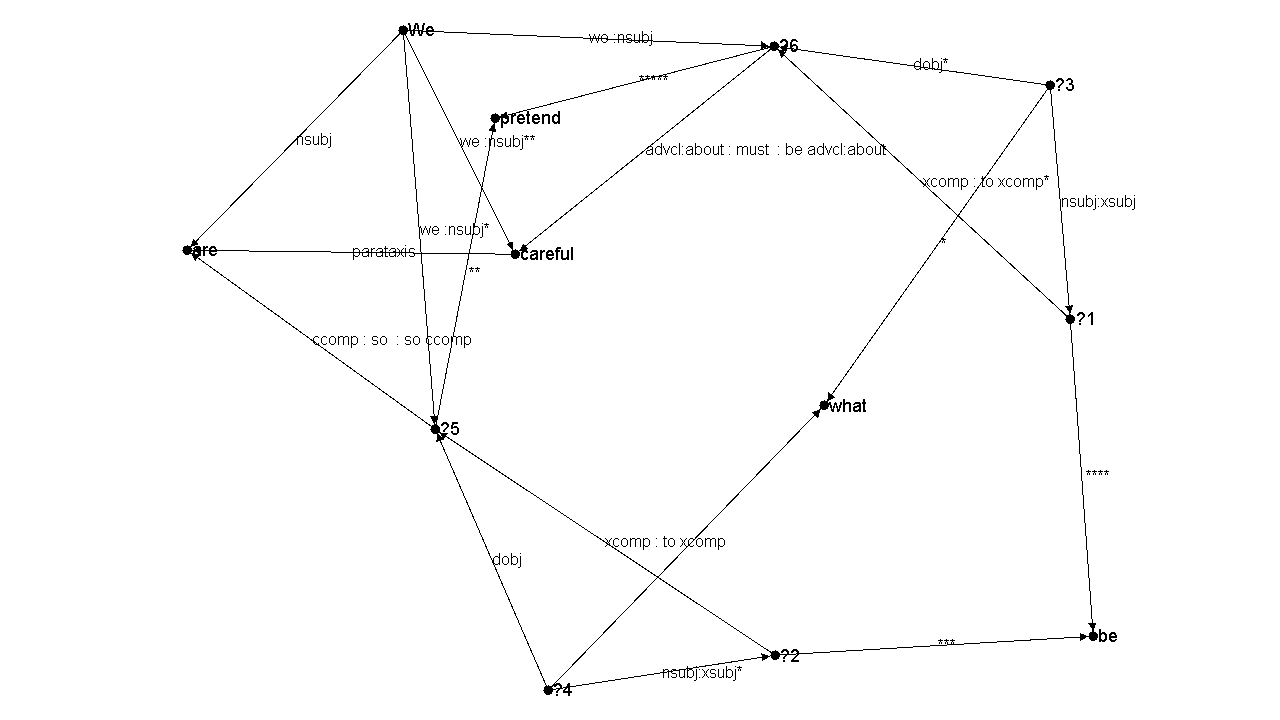 We
wo :nsubj
?6
dobj*
?3
*****
pretend
nsubj
we :nsubj**
advcl:about : must : be advcl:about
xcomp : to xcomp*
nsubj:xsubj
we :nsubj*
*
are
parataxis
careful
**
?1
ccomp : so : so ccomp
what
?5
****
xcomp : to xcomp
dobj
be
***
?2
nsubj:xsubj*
?4